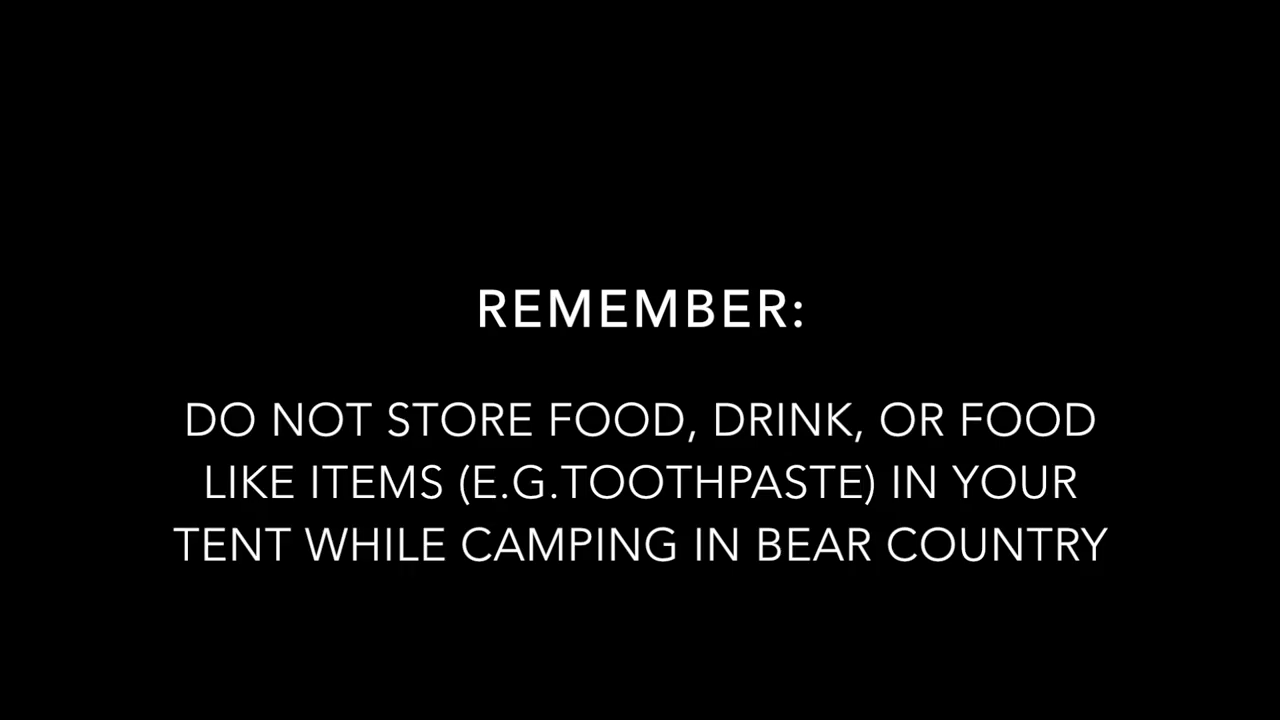 REMEMBER:
DO NOT STORE FOOD, DRINK, OR FOOD
LIKE ITEMS (E.G.TOOTHPASTE) IN YOUR
TENT WHILE CAMPING IN BEAR COUNTRY